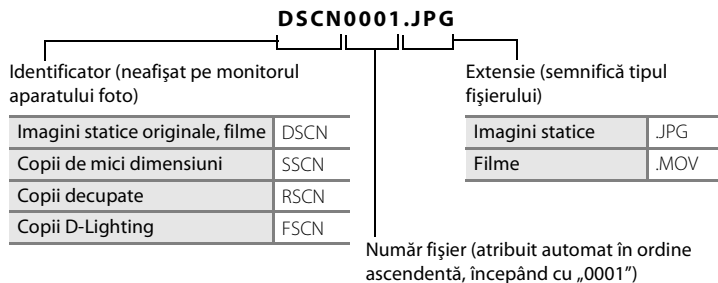 DSCN0001.JPG
Identificator (neafişat pe monitorul
aparatului foto)
Imagini statice originale, filme DSCN
Copii de mici dimensiuni SSCN
Copii decupate RSCN
Copii D-Lighting FSCN
Extensie (semnifică tipul
fişierului)
Imagini statice .JPG
Filme .MOV
Număr fişier (atribuit automat în ordine
ascendentă, începând cu „0001”)